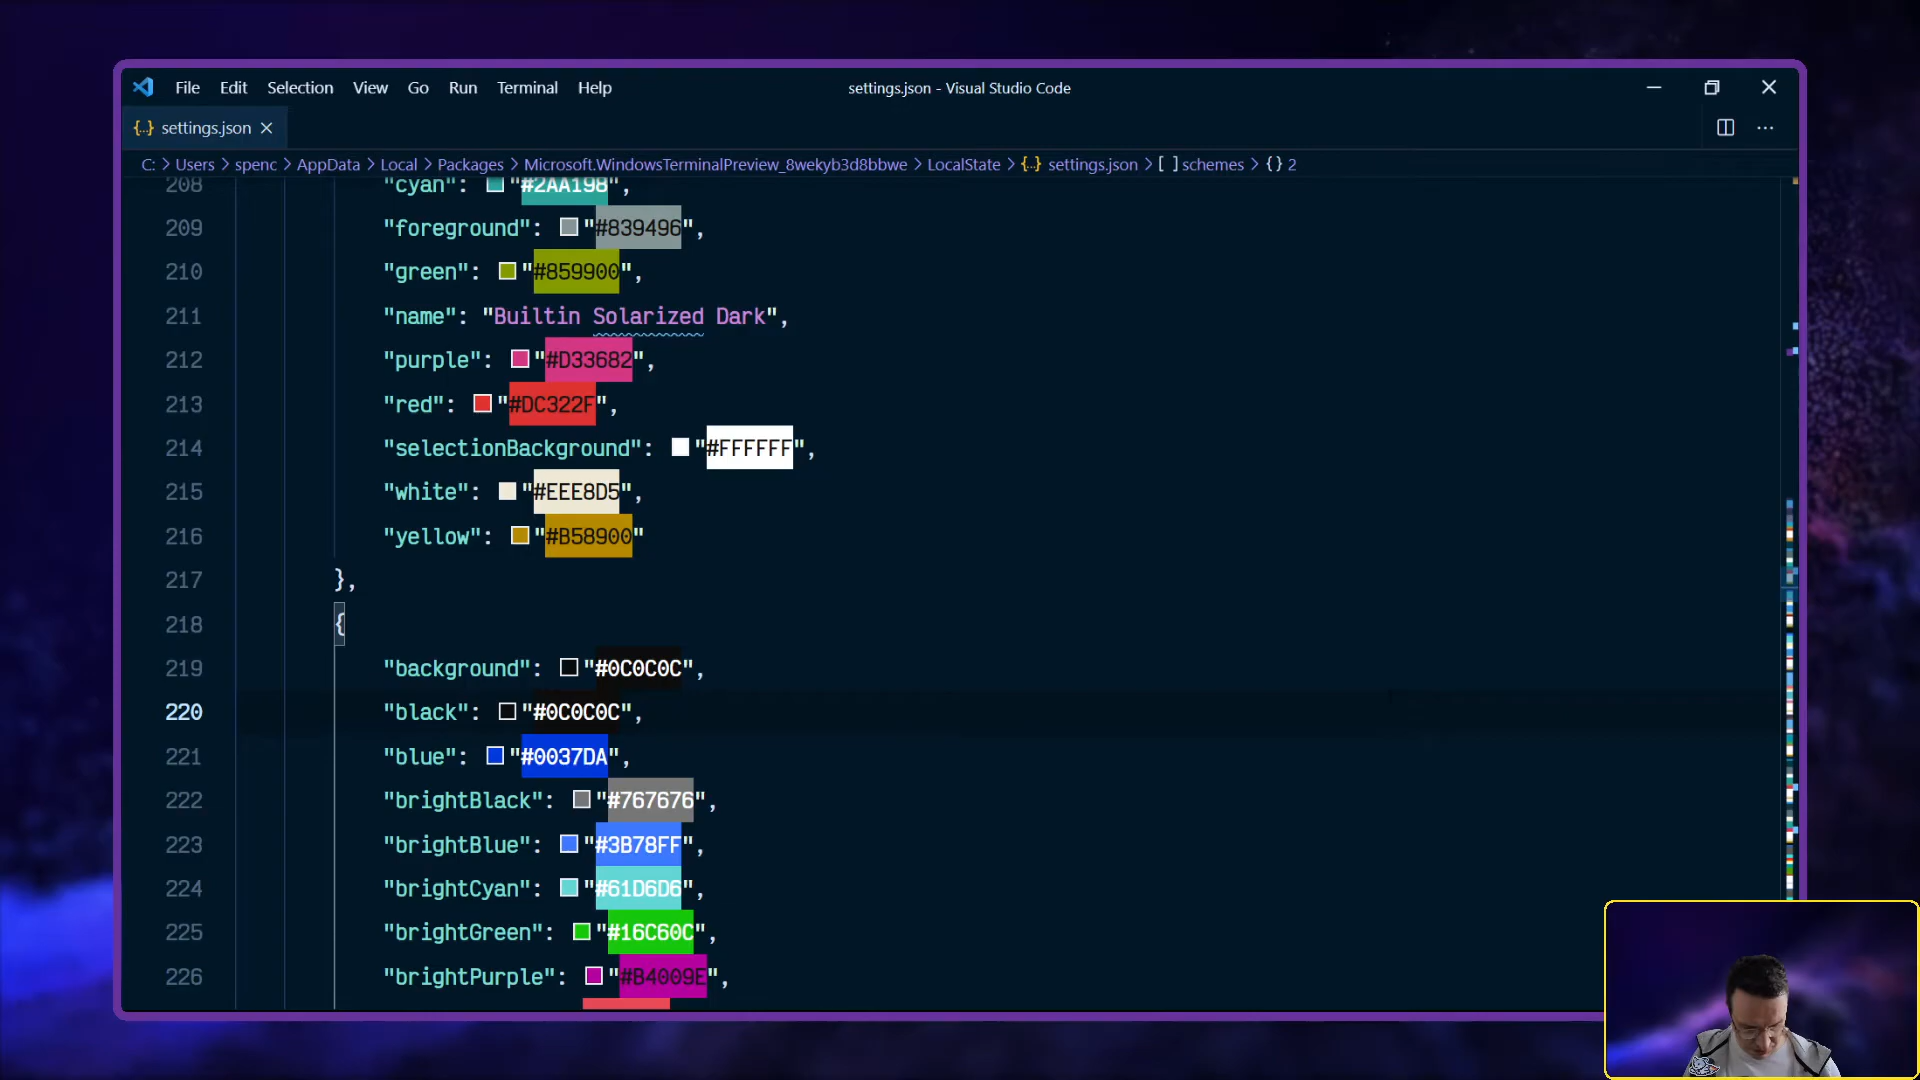 File Edit Selection View Go Run Terminal Help
settings.json - Visual Studio Code
{..} settings.json
C: > Users > spenc > AppData > Local > Packages > Microsoft.WindowsTerminalPreview_8wekyb3d8bbwe > LocalState > {..} settings.json > [ ] schemes > { } 2
208 "cyan": "#2AA198",
209 "foreground": "#839496",
210 "green": "#859900",
211 "name": "Builtin Solarized Dark",
212 "purple": "#D33682",
213 "red": "#DC322F",
214 "selectionBackground": "#FFFFFF",
215 "white": "#EEE8D5",
216 "yellow": "#B58900"
217 },
218 {
219 "background": "#0C0C0C",
220 "black": "#0C0C0C",
221 "blue": "#0037DA",
222 "brightBlack": "#767676",
223 "brightBlue": "#3B78FF",
224 "brightCyan": "#61D6D6",
225 "brightGreen": "#16C60C",
226 "brightPurple": "#B4009E",